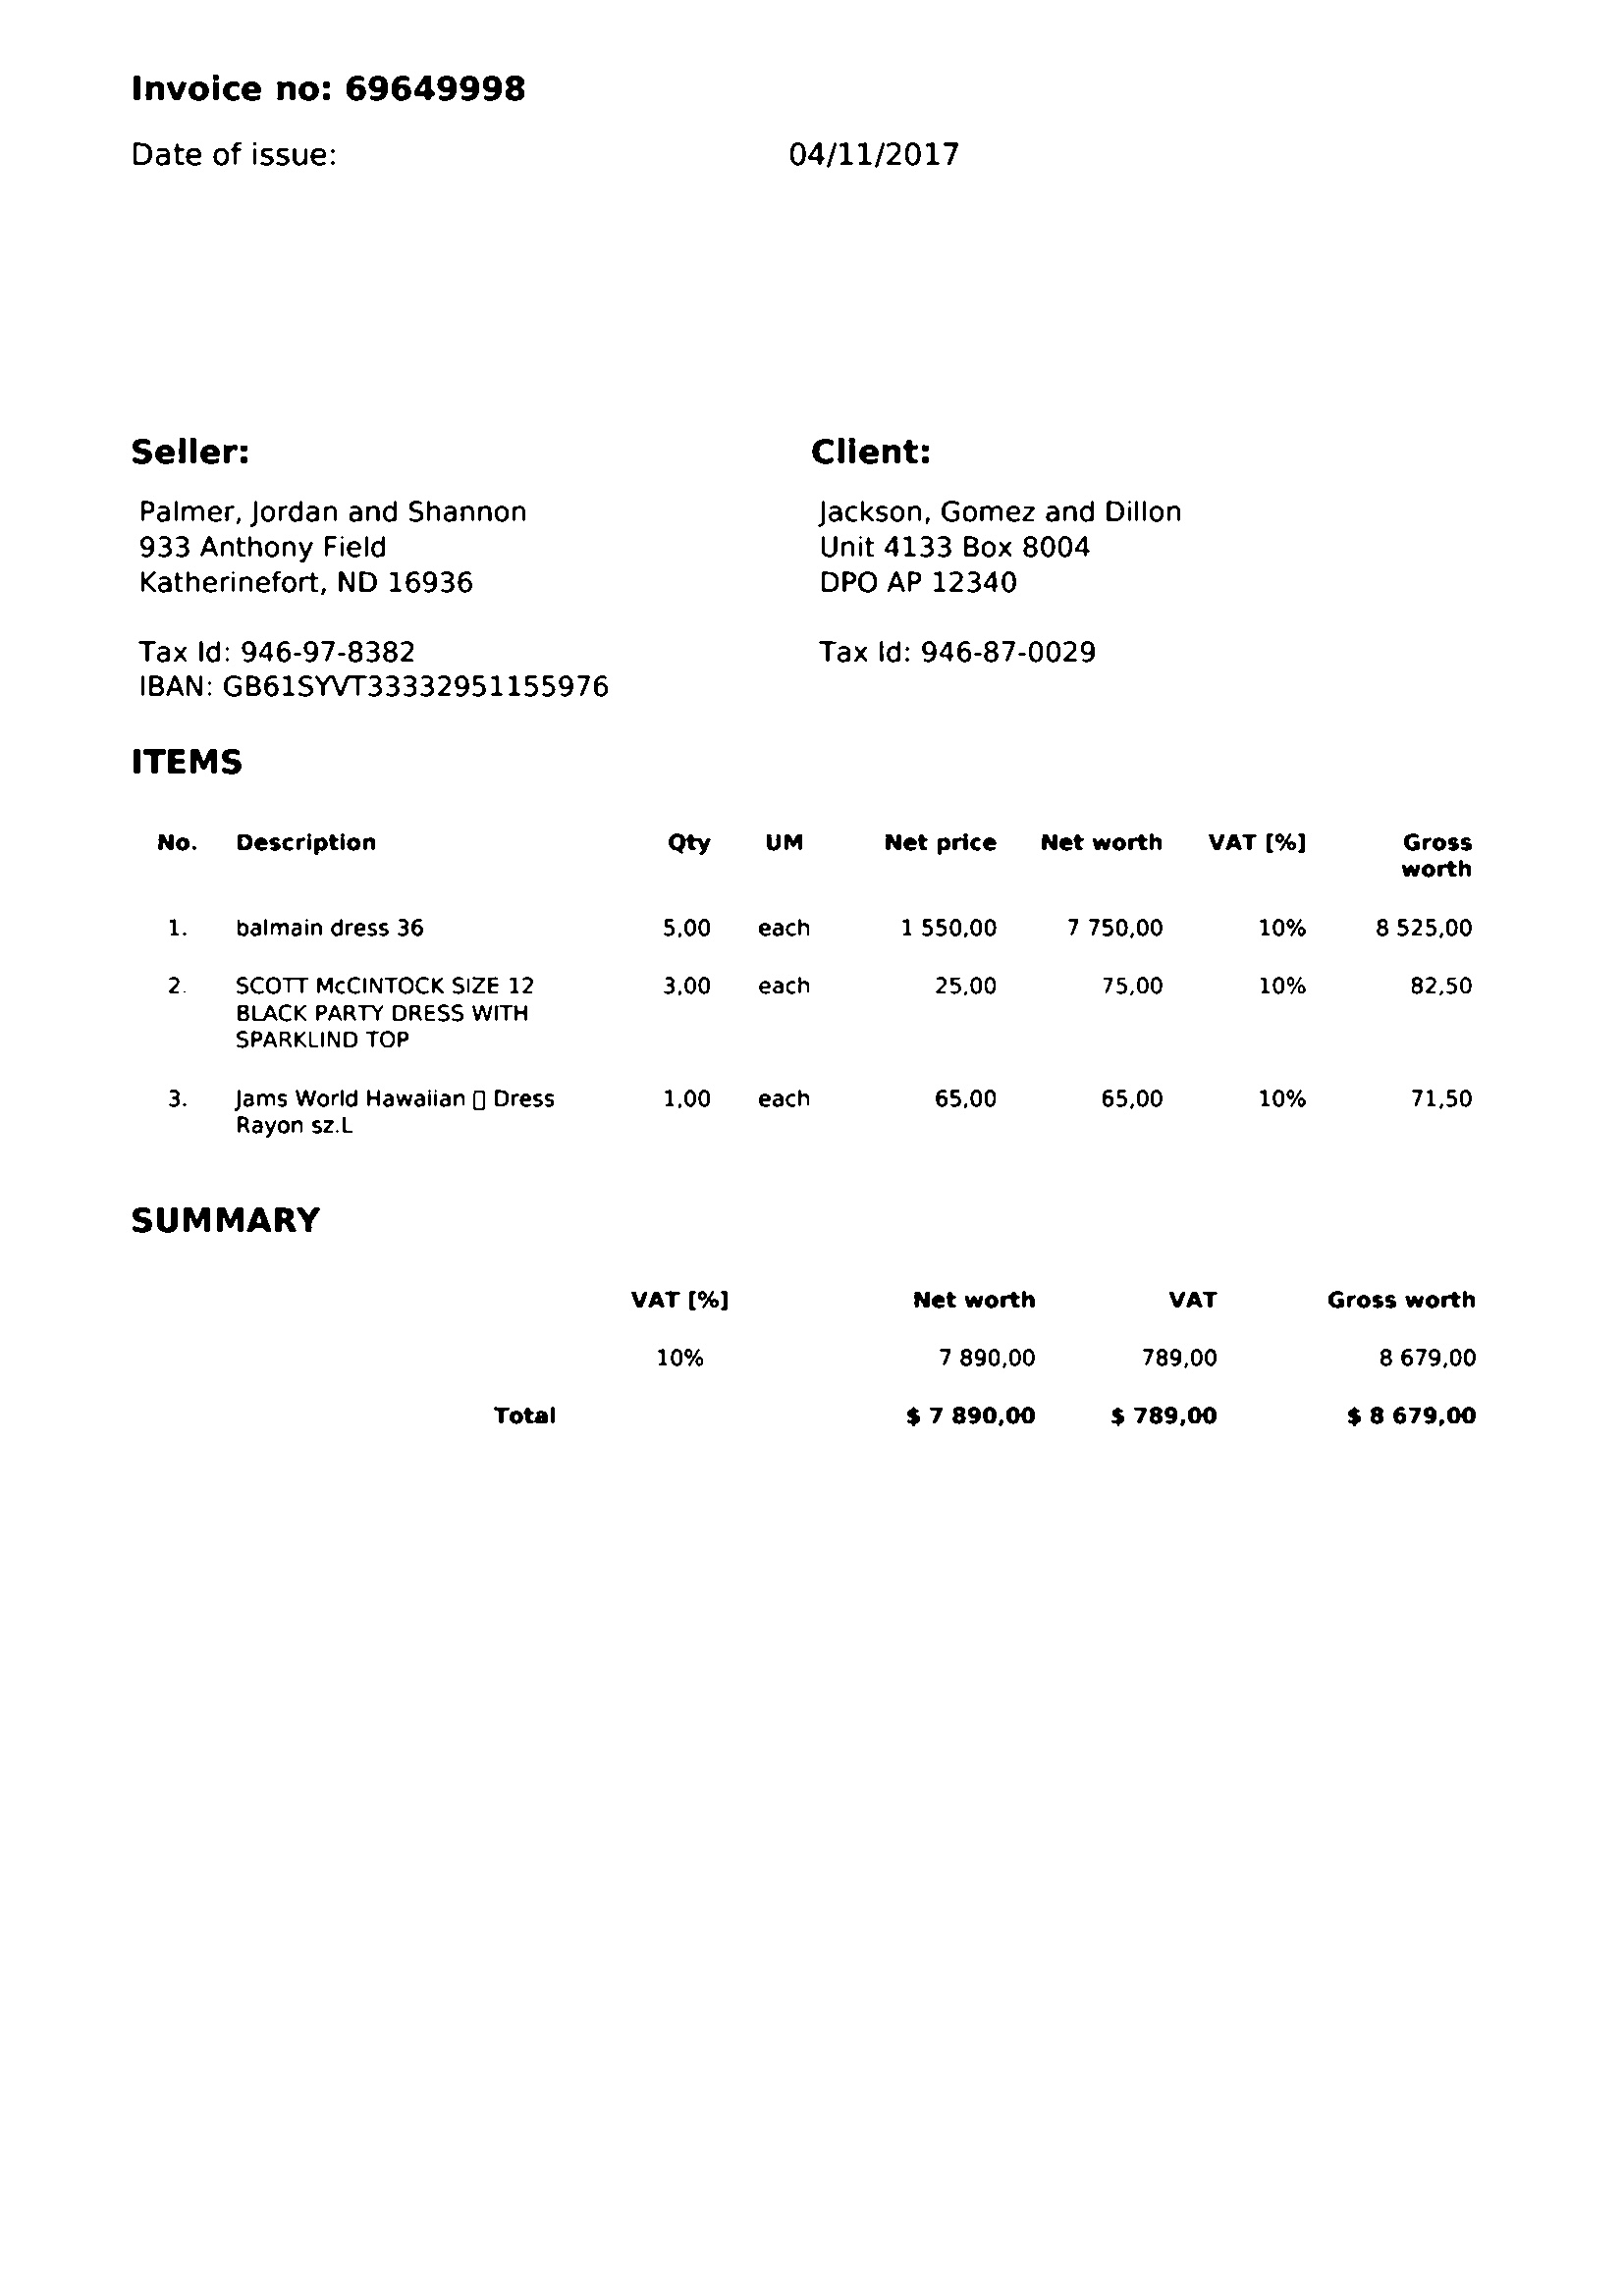 Invoice no: 69649998
Date of issue: 04/11/2017
Seller: Client:
Palmer, Jordan and Shannon Jackson, Gomez and Dillon
933 Anthony Field Unit 4133 Box 8004
Katherinefort, ND 16936 DPO AP 12340
Tax Id: 946-97-8382 Tax Id: 946-87-0029
IBAN: GB61SYVT33332951155976
ITEMS
No. Description Qty UM Net price Net worth VAT [%] Gross
worth
1. balmain dress 36 5,00 each 1 550,00 7 750,00 10% 8 525,00
2. SCOTT McCINTOCK SIZE 12 3,00 each 25,00 75,00 10% 82,50
BLACK PARTY DRESS WITH
SPARKLIND TOP
3. Jams World Hawaiian ▯ Dress 1,00 each 65,00 65,00 10% 71,50
Rayon sz.L
SUMMARY
VAT [%] Net worth VAT Gross worth
10% 7 890,00 789,00 8 679,00
Total $ 7 890,00 $ 789,00 $ 8 679,00